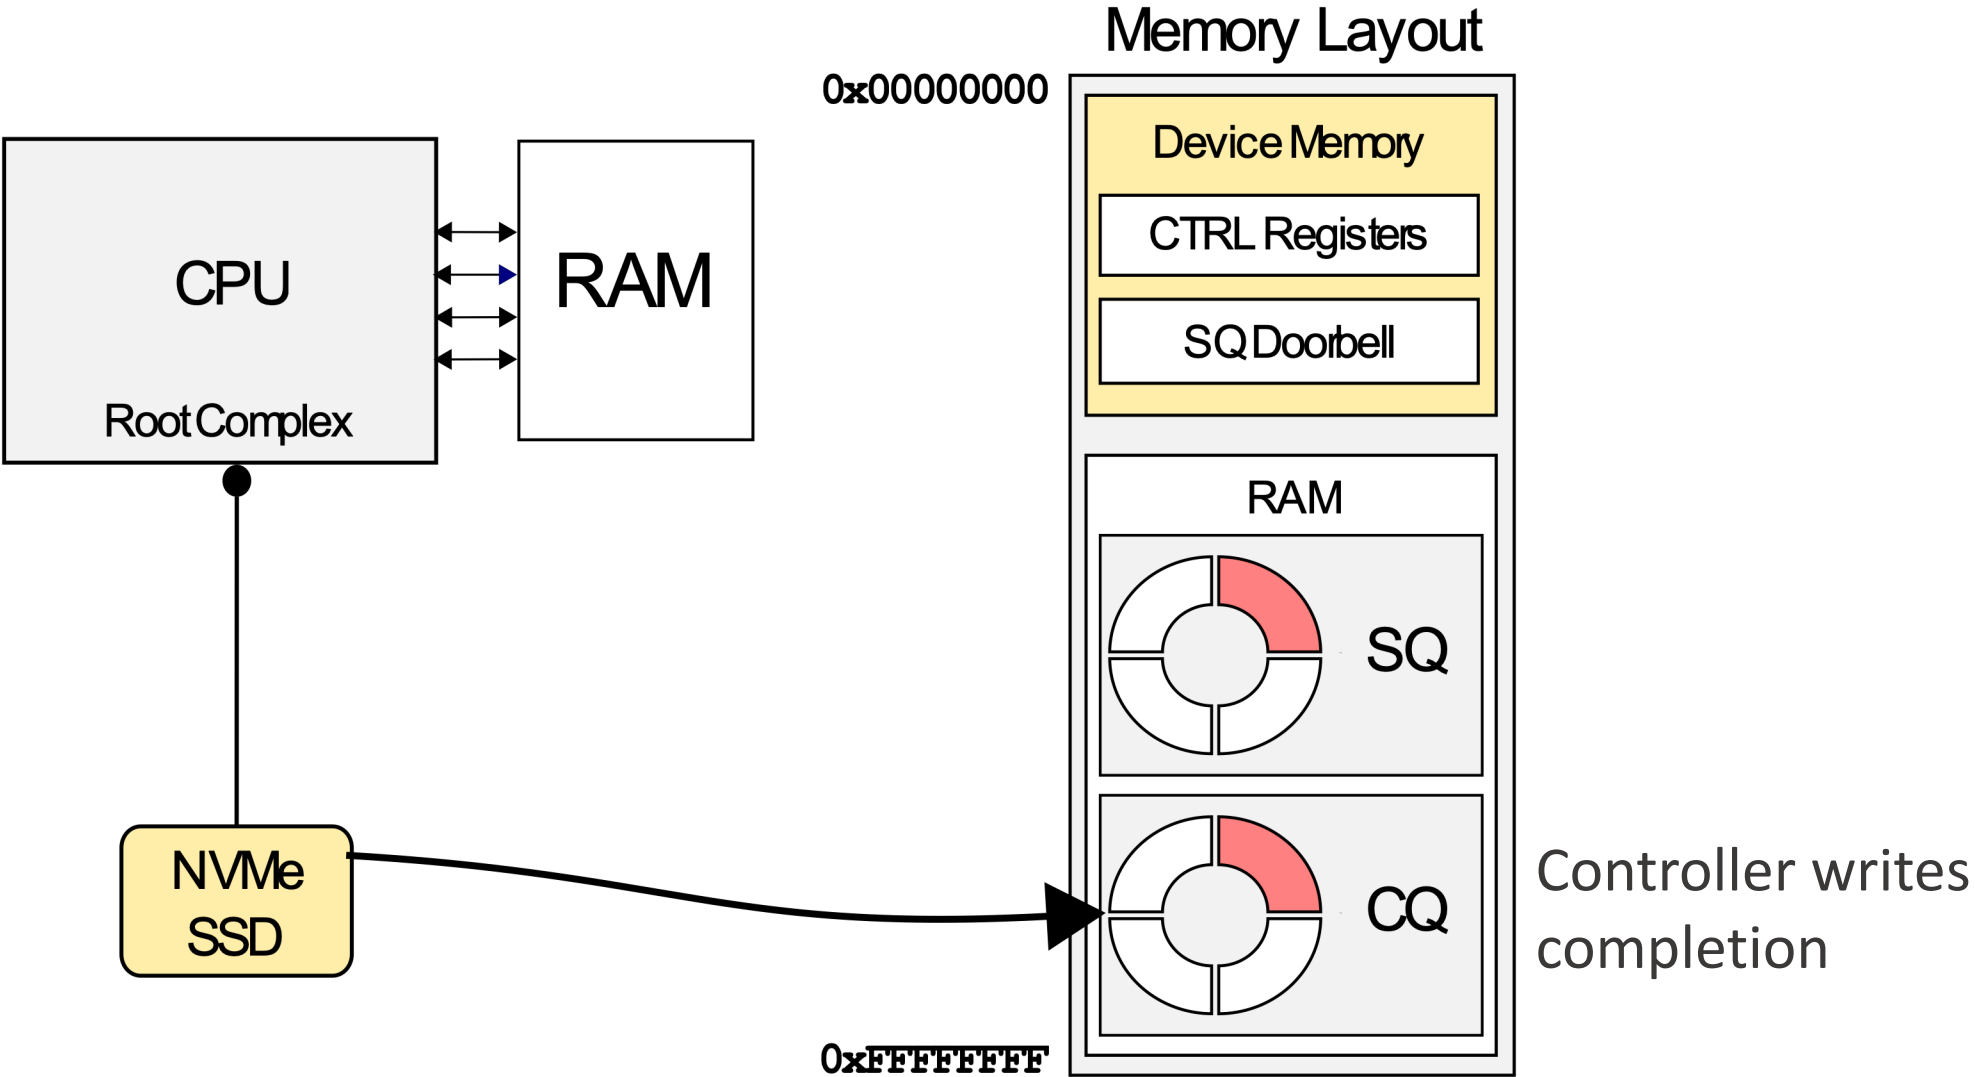 Memory Layout
0x00000000
Device Memory
CTRL Registers
SQ Doorbell
CPU
Root Complex
RAM
RAM
SQ
NVMe
SSD
CQ
Controller writes
completion
0xFFFFFFFF